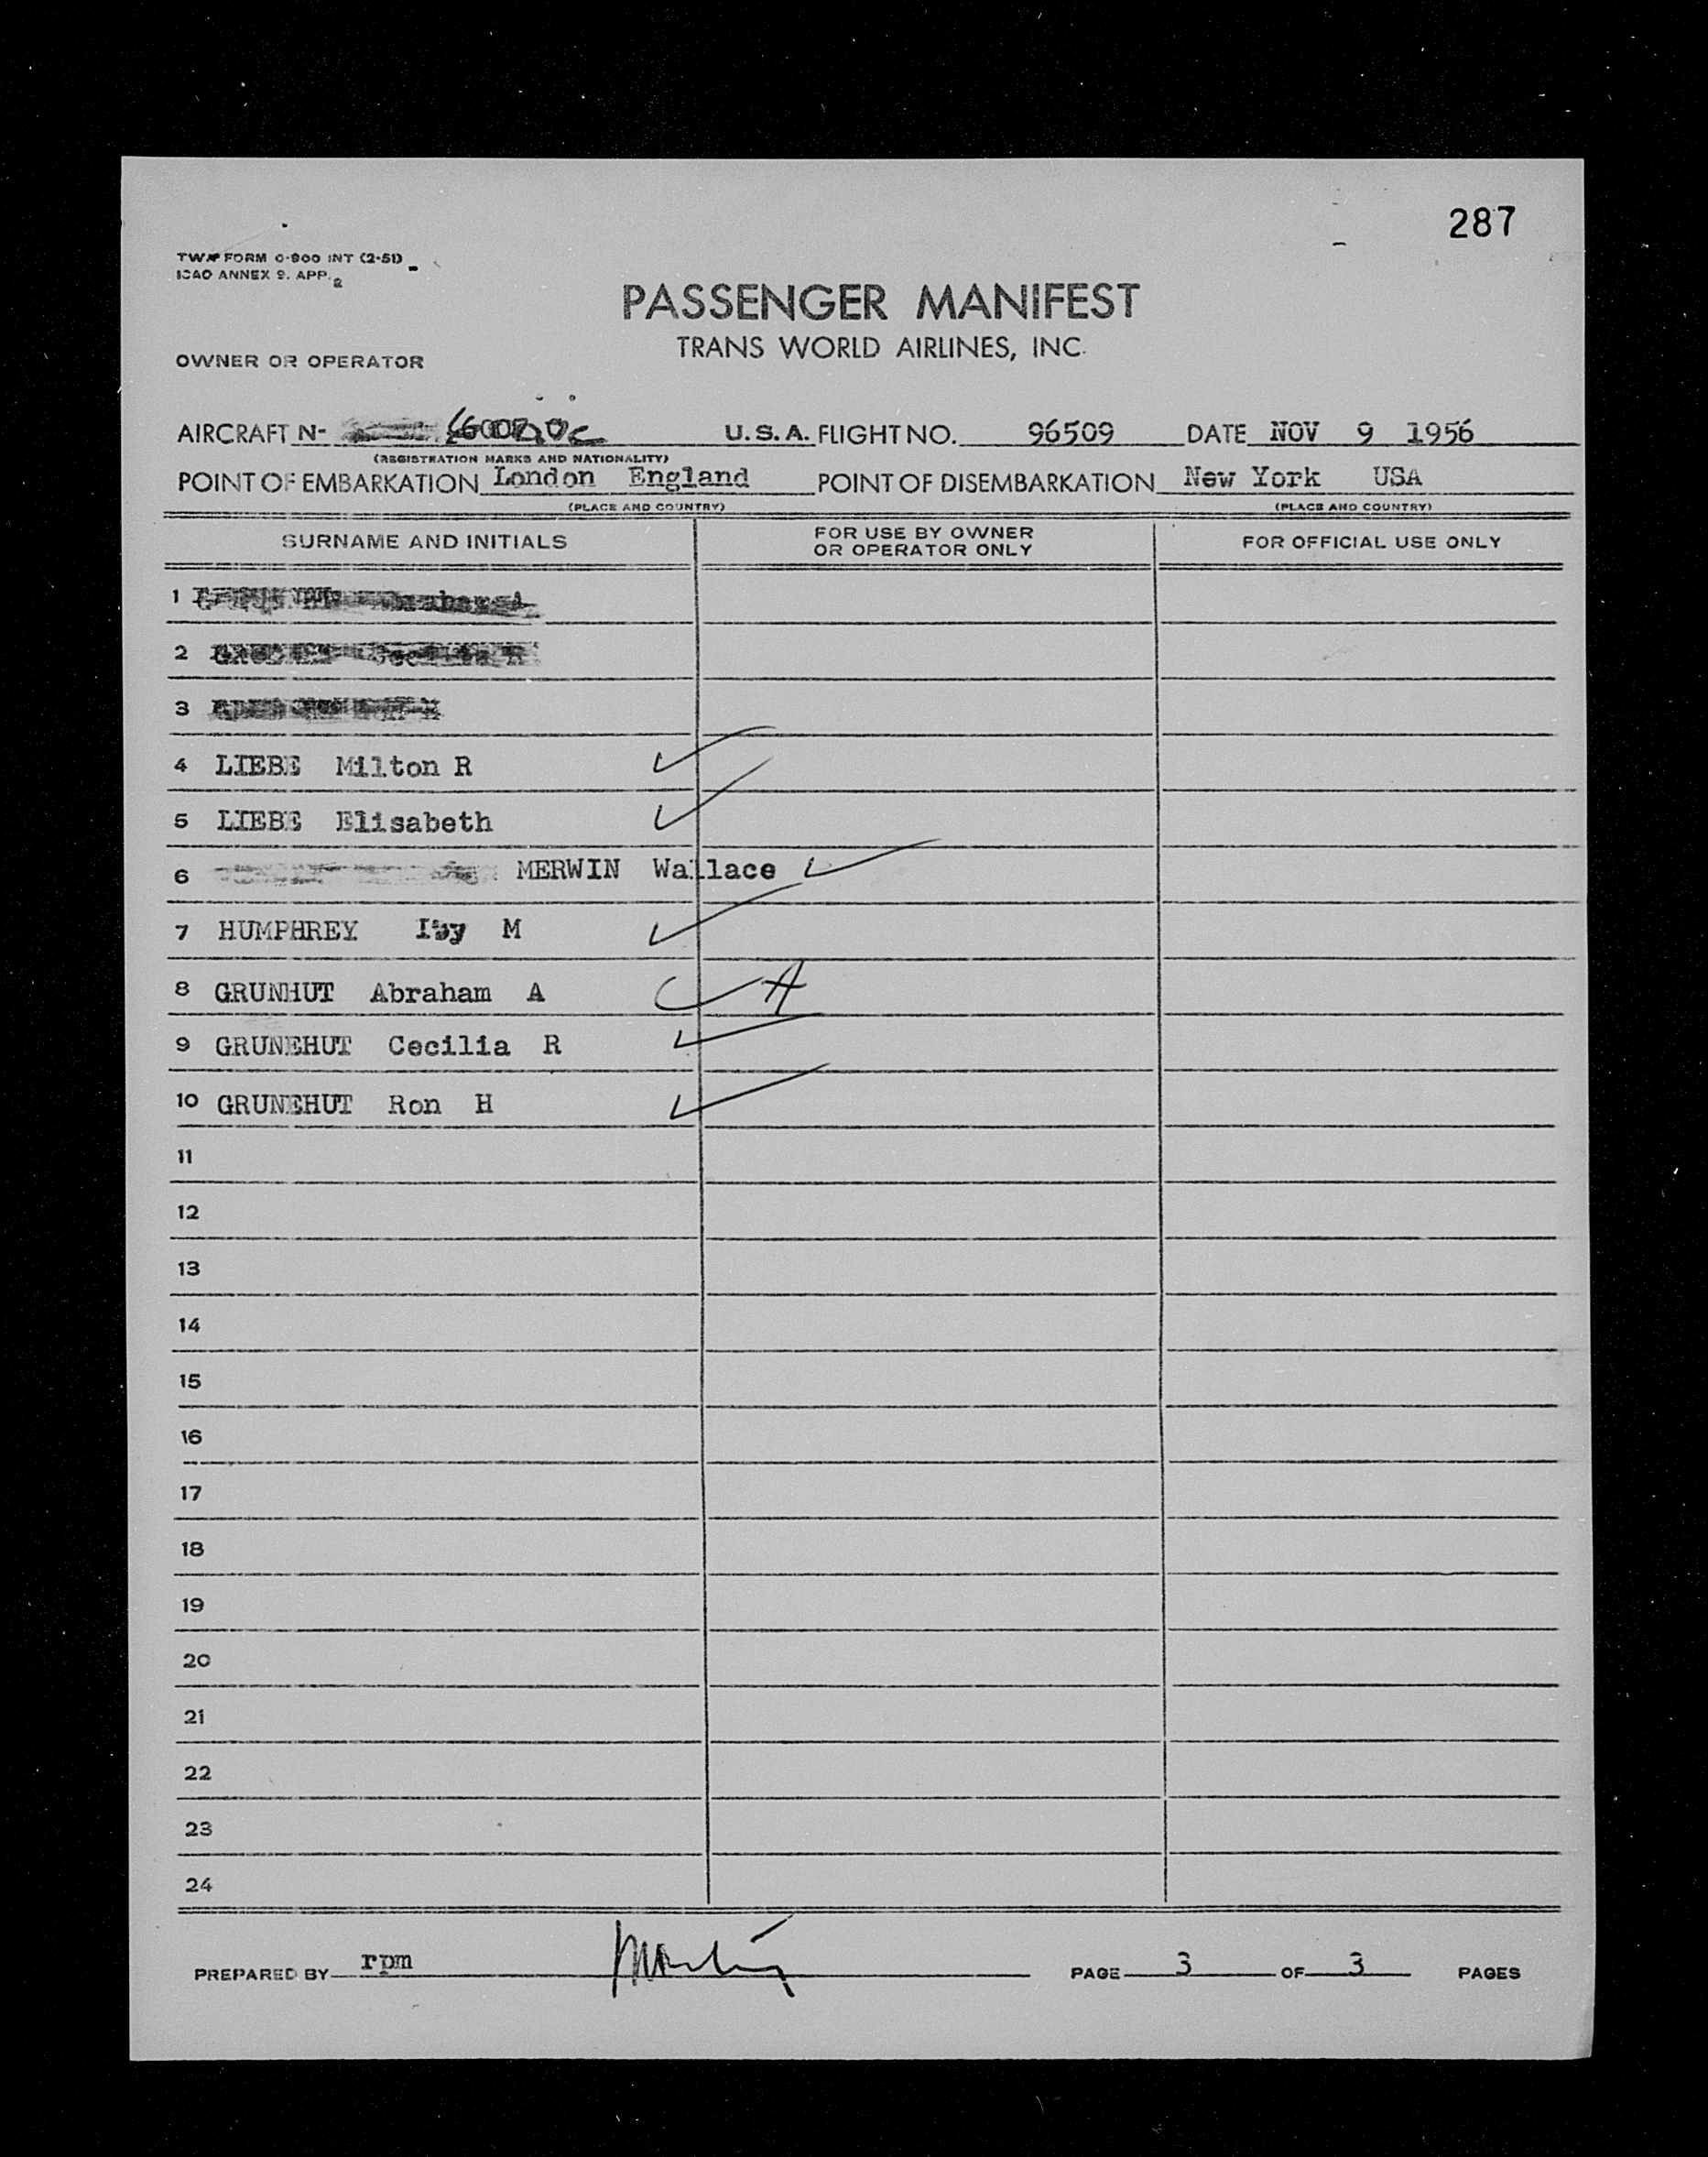 287
TWA FORM O-900 INT (2-51)
ICAO ANNEX 9. APP. 2
PASSENGER MANIFEST
TRANS WORLD AIRLINES, INC.
OWNER OR OPERATOR
AIRCRAFT N- U.S.A. FLIGHT NO. 96509 DATE NOV 9 1956
(REGISTRATION MARKS AND NATIONALITY)
POINT OF EMBARKATION London England POINT OF DISEMBARKATION New York USA
(PLACE AND COUNTRY) (PLACE AND COUNTRY)
SURNAME AND INITIALS FOR USE BY OWNER OR OPERATOR ONLY FOR OFFICIAL USE ONLY
1
2
3
4 LIEBE Milton R
5 LIEBE Elisabeth
6 MERWIN Wallace
7 HUMPHREY M
8 GRUNHUT Abraham A A
9 GRUNEHUT Cecilia R
10 GRUNEHUT Ron H
11
12
13
14
15
16
17
18
19
20
21
22
23
24
PREPARED BY rpm PAGE 3 OF 3 PAGES